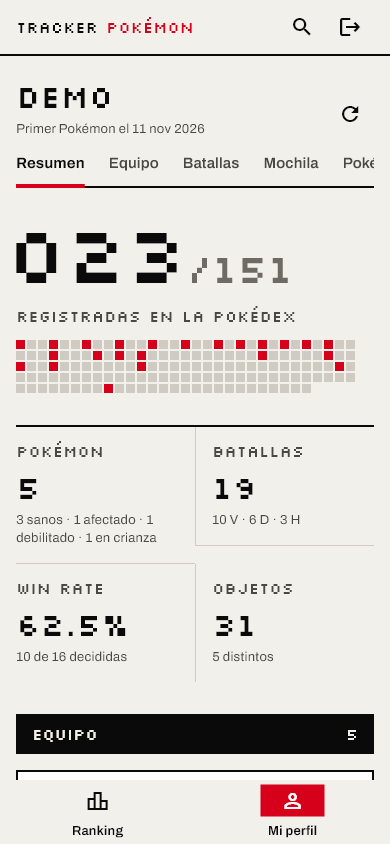 TRACKER POKÉMON
DEMO
Primer Pokémon el 11 nov 2026
Resumen Equipo Batallas Mochila Poké
023/151
REGISTRADAS EN LA POKÉDEX
POKÉMON
5
3 sanos · 1 afectado · 1
debilitado · 1 en crianza
BATALLAS
19
10 V · 6 D · 3 H
WIN RATE
62.5%
10 de 16 decididas
OBJETOS
31
5 distintos
EQUIPO 5
Ranking Mi perfil